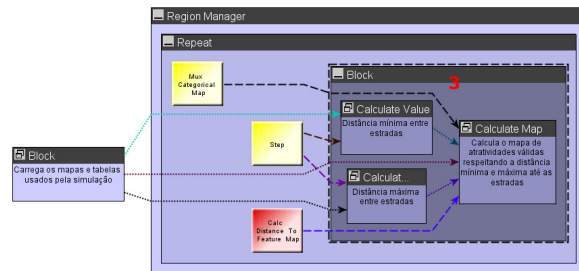 Region Manager
Repeat
Mux
Categorical
Map
Block
3
Calculate Value
Distância mínima entre
estradas
Calculate Map
Calcula o mapa de
atratividades válidas
respeitando a distância
mínima e máxima até as
estradas
Step
Block
Carrega os mapas e tabelas
usados pela simulação
Calculat...
Distância máxima
entre estradas
Calc
Distance To
Feature Map